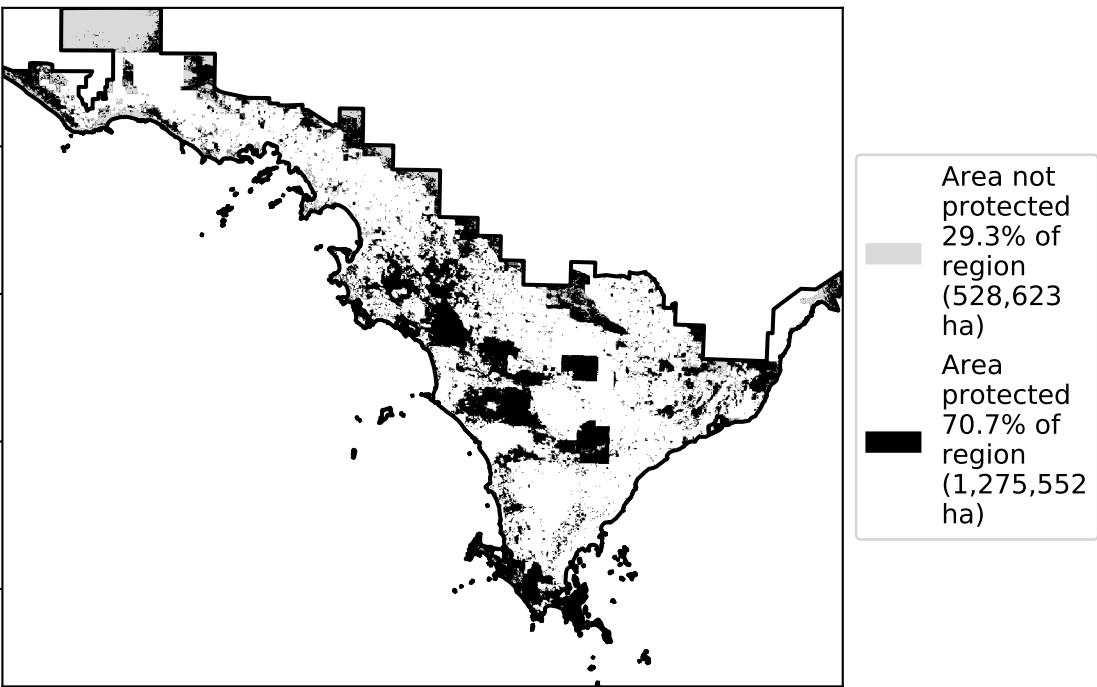 Area not
protected
29.3% of
region
(528,623
ha)
Area
protected
70.7% of
region
(1,275,552
ha)